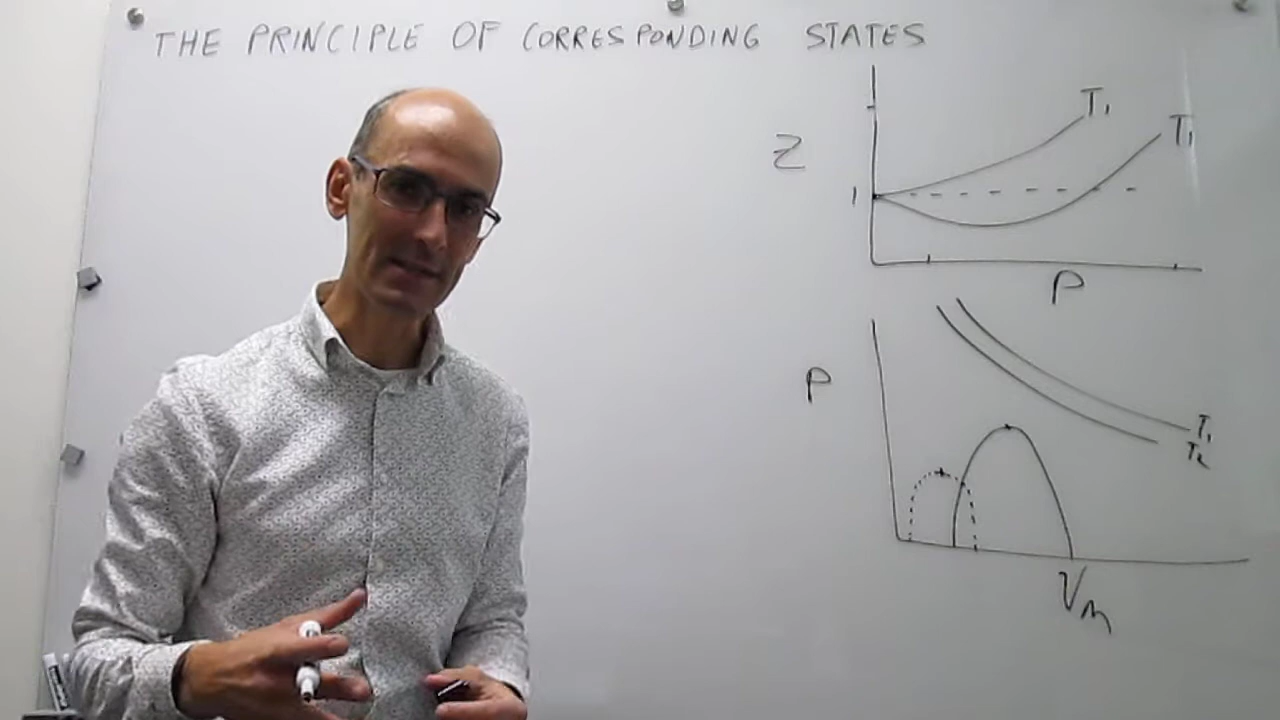 THE PRINCIPLE OF CORRESPONDING STATES
T₁
T₁
Z
1
P
P
T₁
T₂
Vm